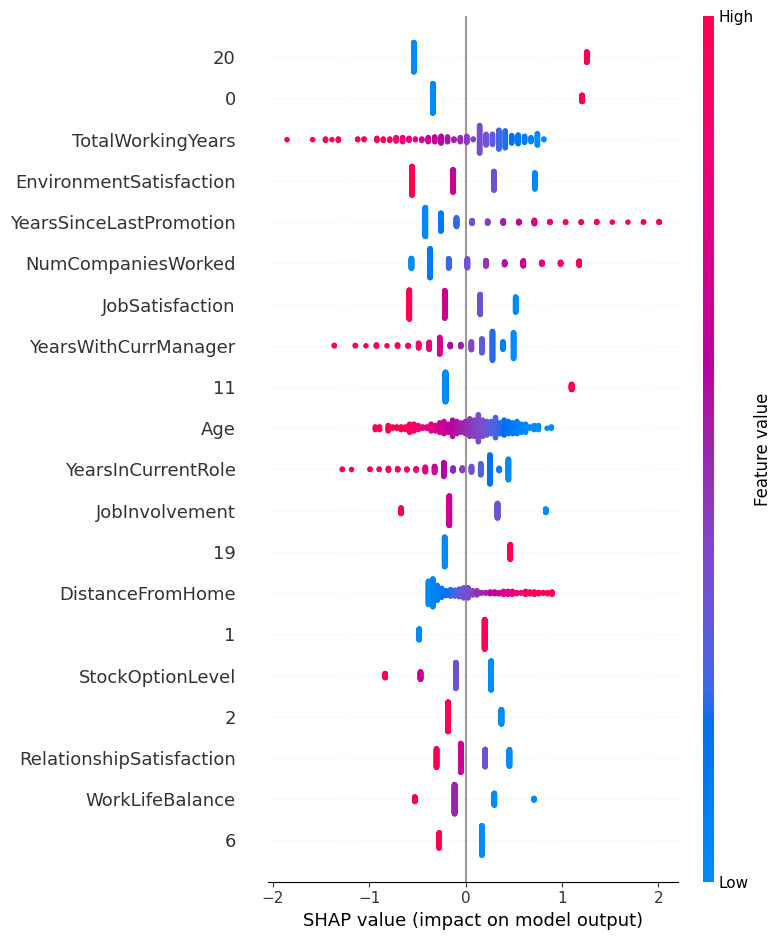 High
20
0
TotalWorkingYears
EnvironmentSatisfaction
YearsSinceLastPromotion
NumCompaniesWorked
JobSatisfaction
YearsWithCurrManager
11
Age
YearsInCurrentRole
JobInvolvement
19
DistanceFromHome
1
StockOptionLevel
2
RelationshipSatisfaction
WorkLifeBalance
6
Feature value
Low
−2 −1 0 1 2
SHAP value (impact on model output)